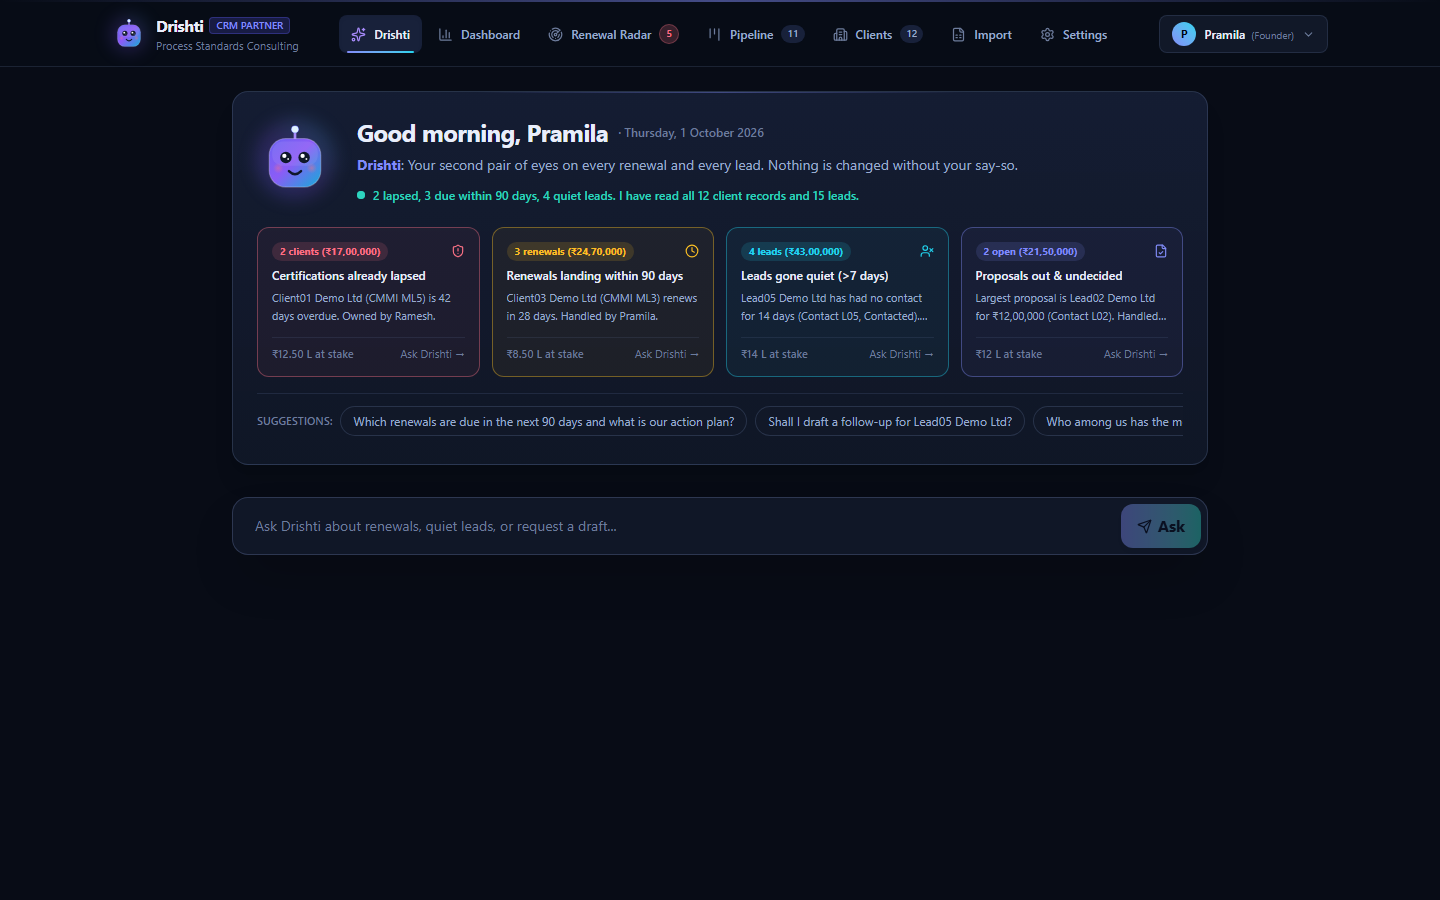 Drishti CRM PARTNER
Process Standards Consulting
Drishti
Dashboard
Renewal Radar 5
Pipeline 11
Clients 12
Import
Settings
P Pramila (Founder)
Good morning, Pramila · Thursday, 1 October 2026
Drishti: Your second pair of eyes on every renewal and every lead. Nothing is changed without your say-so.
2 lapsed, 3 due within 90 days, 4 quiet leads. I have read all 12 client records and 15 leads.
2 clients (₹17,00,000)
Certifications already lapsed
Client01 Demo Ltd (CMMI ML5) is 42
days overdue. Owned by Ramesh.
₹12.50 L at stake Ask Drishti →
3 renewals (₹24,70,000)
Renewals landing within 90 days
Client03 Demo Ltd (CMMI ML3) renews
in 28 days. Handled by Pramila.
₹8.50 L at stake Ask Drishti →
4 leads (₹43,00,000)
Leads gone quiet (>7 days)
Lead05 Demo Ltd has had no contact
for 14 days (Contact L05, Contacted)....
₹14 L at stake Ask Drishti →
2 open (₹21,50,000)
Proposals out & undecided
Largest proposal is Lead02 Demo Ltd
for ₹12,00,000 (Contact L02). Handled...
₹12 L at stake Ask Drishti →
SUGGESTIONS: Which renewals are due in the next 90 days and what is our action plan? Shall I draft a follow-up for Lead05 Demo Ltd? Who among us has the m
Ask Drishti about renewals, quiet leads, or request a draft...
Ask